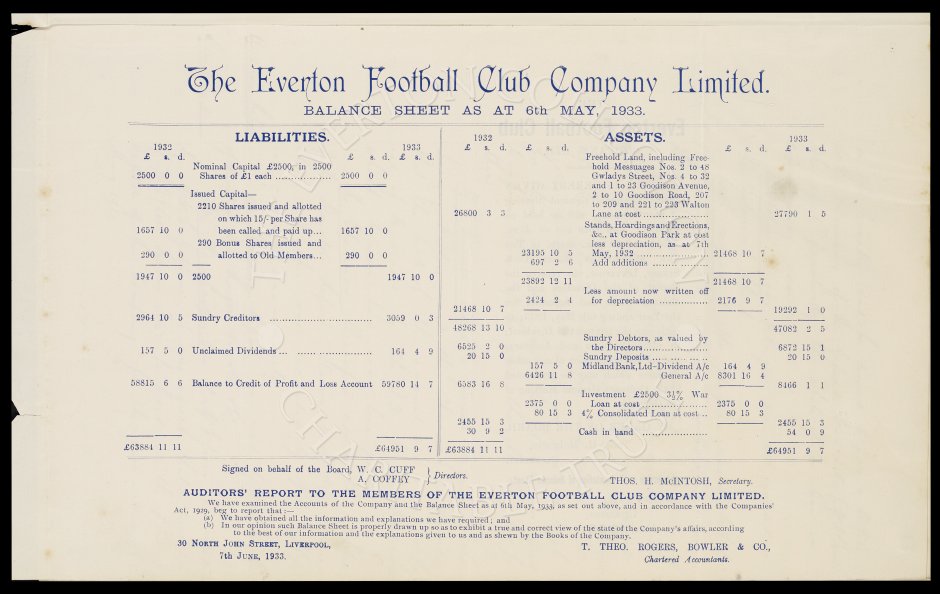 The Everton Football Club Company Limited.
BALANCE SHEET AS AT 6th MAY, 1933.
LIABILITIES.
1932 1933
£ s. d. £ s. d. £ s. d.
Nominal Capital £2500, in 2500
2500 0 0 Shares of £1 each .................. 2500 0 0
Issued Capital—
2210 Shares issued and allotted
on which 15/- per Share has
1657 10 0 been called and paid up... 1657 10 0
290 Bonus Shares issued and
290 0 0 allotted to Old Members... 290 0 0
1947 10 0 2500 1947 10 0
2964 10 5 Sundry Creditors .................. 3059 0 3
157 5 0 Unclaimed Dividends ... .................. 164 4 9
58815 6 6 Balance to Credit of Profit and Loss Account 59780 14 7
£63884 11 11 £64951 9 7
1932 ASSETS. 1933
£ s. d. £ s. d. £ s. d. £ s. d.
Freehold Land, including Free-
hold Messuages Nos. 2 to 48
Gwladys Street, Nos. 4 to 32
and 1 to 23 Goodison Avenue,
2 to 10 Goodison Road, 207
to 209 and 221 to 223 Walton
26800 3 3 Lane at cost .................. 27790 1 5
Stands, Hoardings and Erections,
&c., at Goodison Park at cost
less depreciation, as at 7th
23195 10 5 May, 1932 .................. 21468 10 7
697 2 6 Add additions ..................
23892 12 11 21468 10 7
Less amount now written off
2424 2 4 for depreciation .................. 2176 9 7
21468 10 7 19292 1 0
48268 13 10 47082 2 5
Sundry Debtors, as valued by
6525 2 0 the Directors .................. 6872 15 1
20 15 0 Sundry Deposits .................. 20 15 0
157 5 0 Midland Bank, Ltd—Dividend A/c 164 4 9
6426 11 8 General A/c 8301 16 4
6583 16 8 8466 1 1
Investment £2500 3½% War
2375 0 0 Loan at cost .................. 2375 0 0
80 15 3 4% Consolidated Loan at cost .. 80 15 3
2455 15 3 2455 15 3
30 9 2 Cash in hand .................. 54 0 9
£63884 11 11 £64951 9 7
Signed on behalf of the Board, W. C. CUFF
A. COFFEY } Directors.
THOS. H. McINTOSH, Secretary.
AUDITORS' REPORT TO THE MEMBERS OF THE EVERTON FOOTBALL CLUB COMPANY LIMITED.
We have examined the Accounts of the Company and the Balance Sheet as at 6th May, 1933, as set out above, and in accordance with the Companies'
Act, 1929, beg to report that :—
(a) We have obtained all the information and explanations we have required ; and
(b) In our opinion such Balance Sheet is properly drawn up so as to exhibit a true and correct view of the state of the Company's affairs, according
to the best of our information and the explanations given to us and as shewn by the Books of the Company.
30 NORTH JOHN STREET, LIVERPOOL,
7th JUNE, 1933.
T. THEO. ROGERS, BOWLER & CO.,
Chartered Accountants.